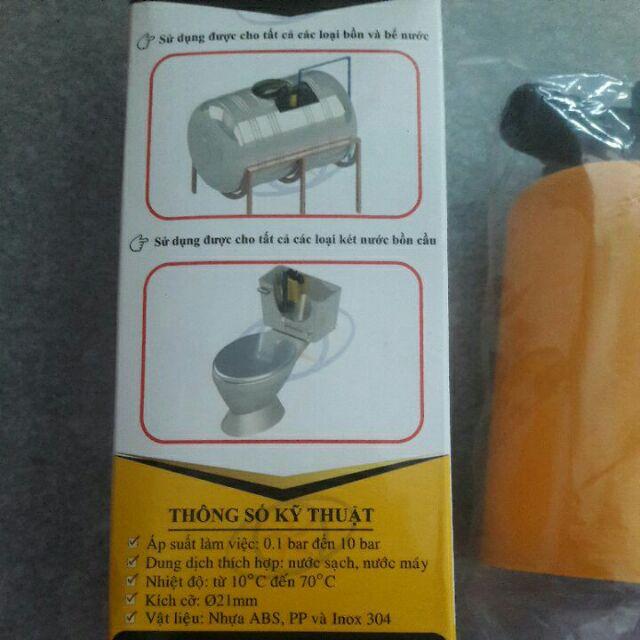 Sử dụng được cho tất cả các loại bồn và bể nước
Sử dụng được cho tất cả các loại két nước bồn cầu
THÔNG SỐ KỸ THUẬT
Áp suất làm việc: 0.1 bar đến 10 bar
Dung dịch thích hợp: nước sạch, nước máy
Nhiệt độ: từ 10°C đến 70°C
Kích cỡ: Ø21mm
Vật liệu: Nhựa ABS, PP và Inox 304